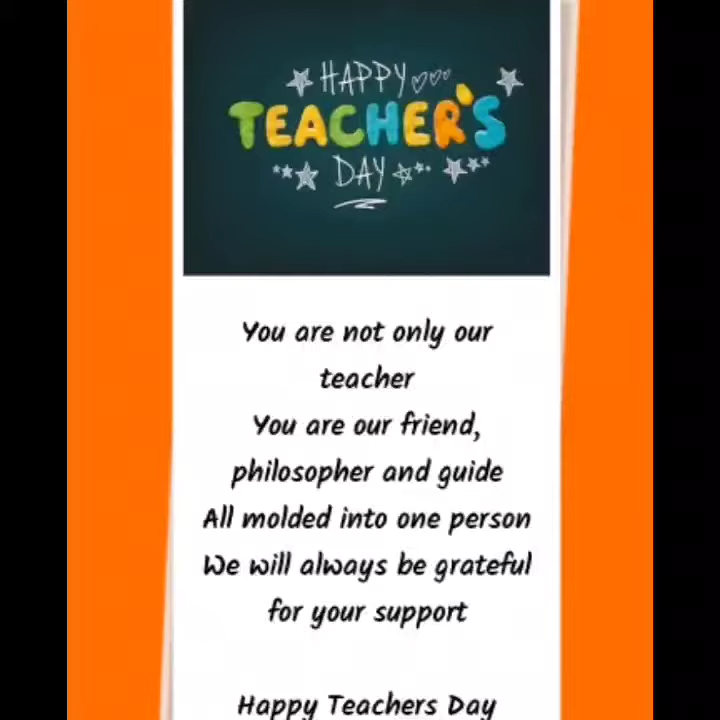 HAPPY
TEACHER'S
DAY
You are not only our
teacher
You are our friend,
philosopher and guide
All molded into one person
We will always be grateful
for your support
Happy Teachers Day